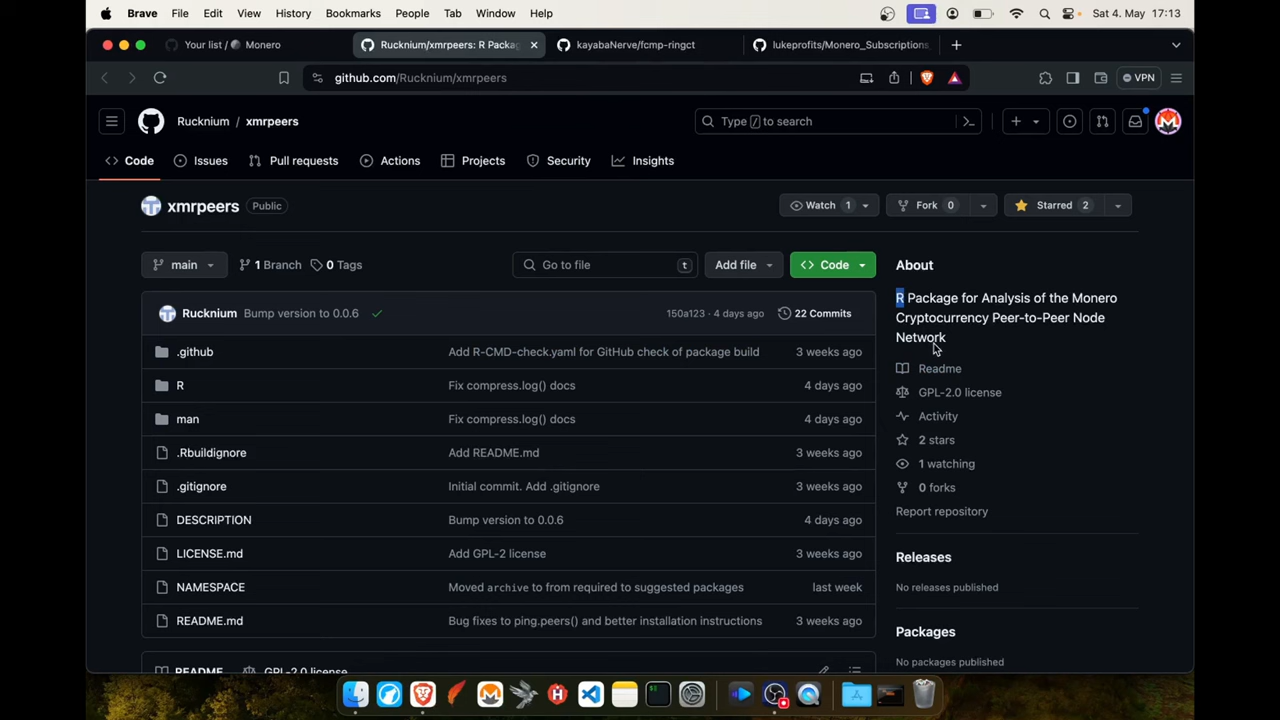 Brave File Edit View History Bookmarks People Tab Window Help Sat 4. May 17:13
Your list / Monero
Rucknium/xmrpeers: R Packa
kayabaNerve/fcmp-ringct
lukeprofits/Monero_Subscriptions
github.com/Rucknium/xmrpeers
VPN
Rucknium / xmrpeers
Type / to search
Code Issues Pull requests Actions Projects Security Insights
xmrpeers Public
Watch 1 Fork 0 Starred 2
main 1 Branch 0 Tags Go to file t Add file Code
Rucknium Bump version to 0.0.6 150a123 · 4 days ago 22 Commits
.github Add R-CMD-check.yaml for GitHub check of package build 3 weeks ago
R Fix compress.log() docs 4 days ago
man Fix compress.log() docs 4 days ago
.Rbuildignore Add README.md 3 weeks ago
.gitignore Initial commit. Add .gitignore 3 weeks ago
DESCRIPTION Bump version to 0.0.6 4 days ago
LICENSE.md Add GPL-2 license 3 weeks ago
NAMESPACE Moved archive to from required to suggested packages last week
README.md Bug fixes to ping.peers() and better installation instructions 3 weeks ago
README GPL-2.0 license
About
R Package for Analysis of the Monero
Cryptocurrency Peer-to-Peer Node
Network
Readme
GPL-2.0 license
Activity
2 stars
1 watching
0 forks
Report repository
Releases
No releases published
Packages
No packages published